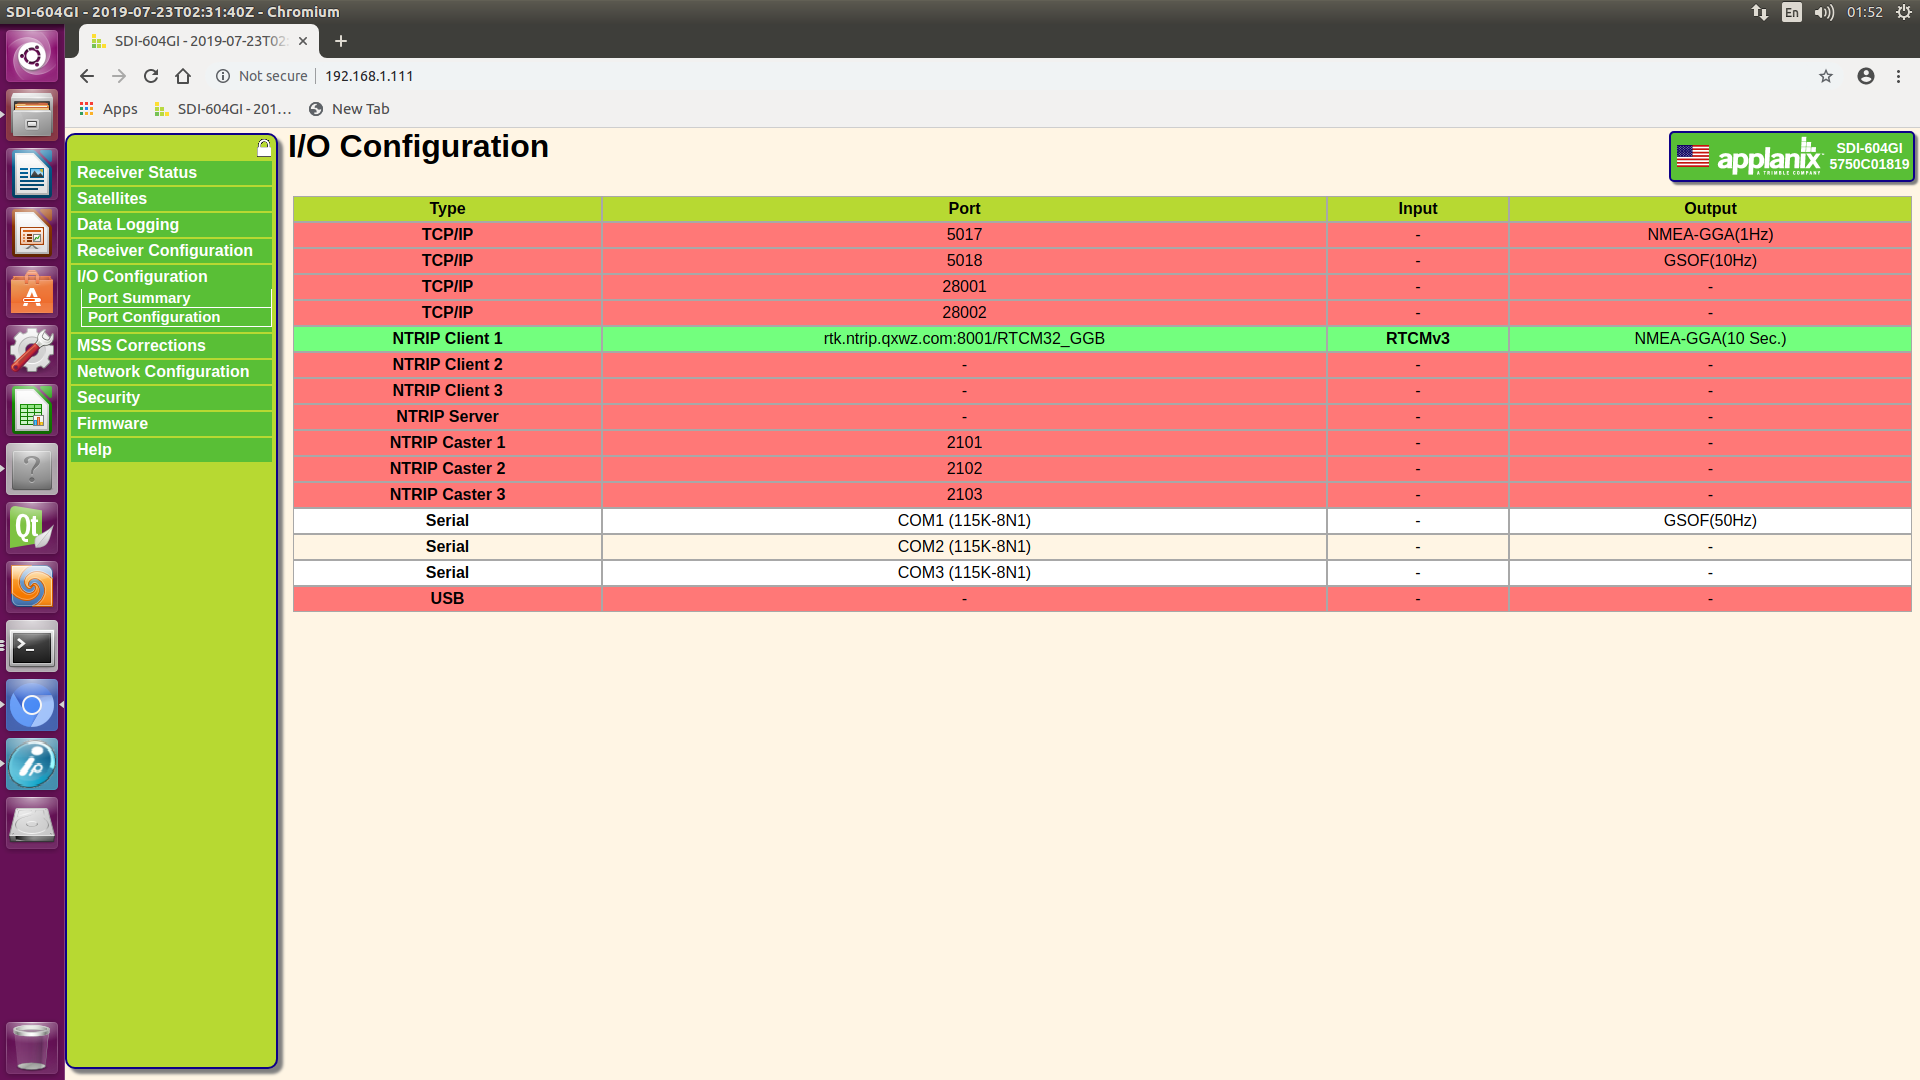 SDI-604GI - 2019-07-23T02:31:40Z - Chromium
En
01:52
SDI-604GI - 2019-07-23T02:
Not secure
192.168.1.111
Apps
SDI-604GI - 201...
New Tab
Receiver Status
Satellites
Data Logging
Receiver Configuration
I/O Configuration
Port Summary
Port Configuration
MSS Corrections
Network Configuration
Security
Firmware
Help
I/O Configuration
applanix
A TRIMBLE COMPANY
SDI-604GI
5750C01819
Type Port Input Output
TCP/IP 5017 - NMEA-GGA(1Hz)
TCP/IP 5018 - GSOF(10Hz)
TCP/IP 28001 - -
TCP/IP 28002 - -
NTRIP Client 1 rtk.ntrip.qxwz.com:8001/RTCM32_GGB RTCMv3 NMEA-GGA(10 Sec.)
NTRIP Client 2 - - -
NTRIP Client 3 - - -
NTRIP Server - - -
NTRIP Caster 1 2101 - -
NTRIP Caster 2 2102 - -
NTRIP Caster 3 2103 - -
Serial COM1 (115K-8N1) - GSOF(50Hz)
Serial COM2 (115K-8N1) - -
Serial COM3 (115K-8N1) - -
USB - - -
Qt